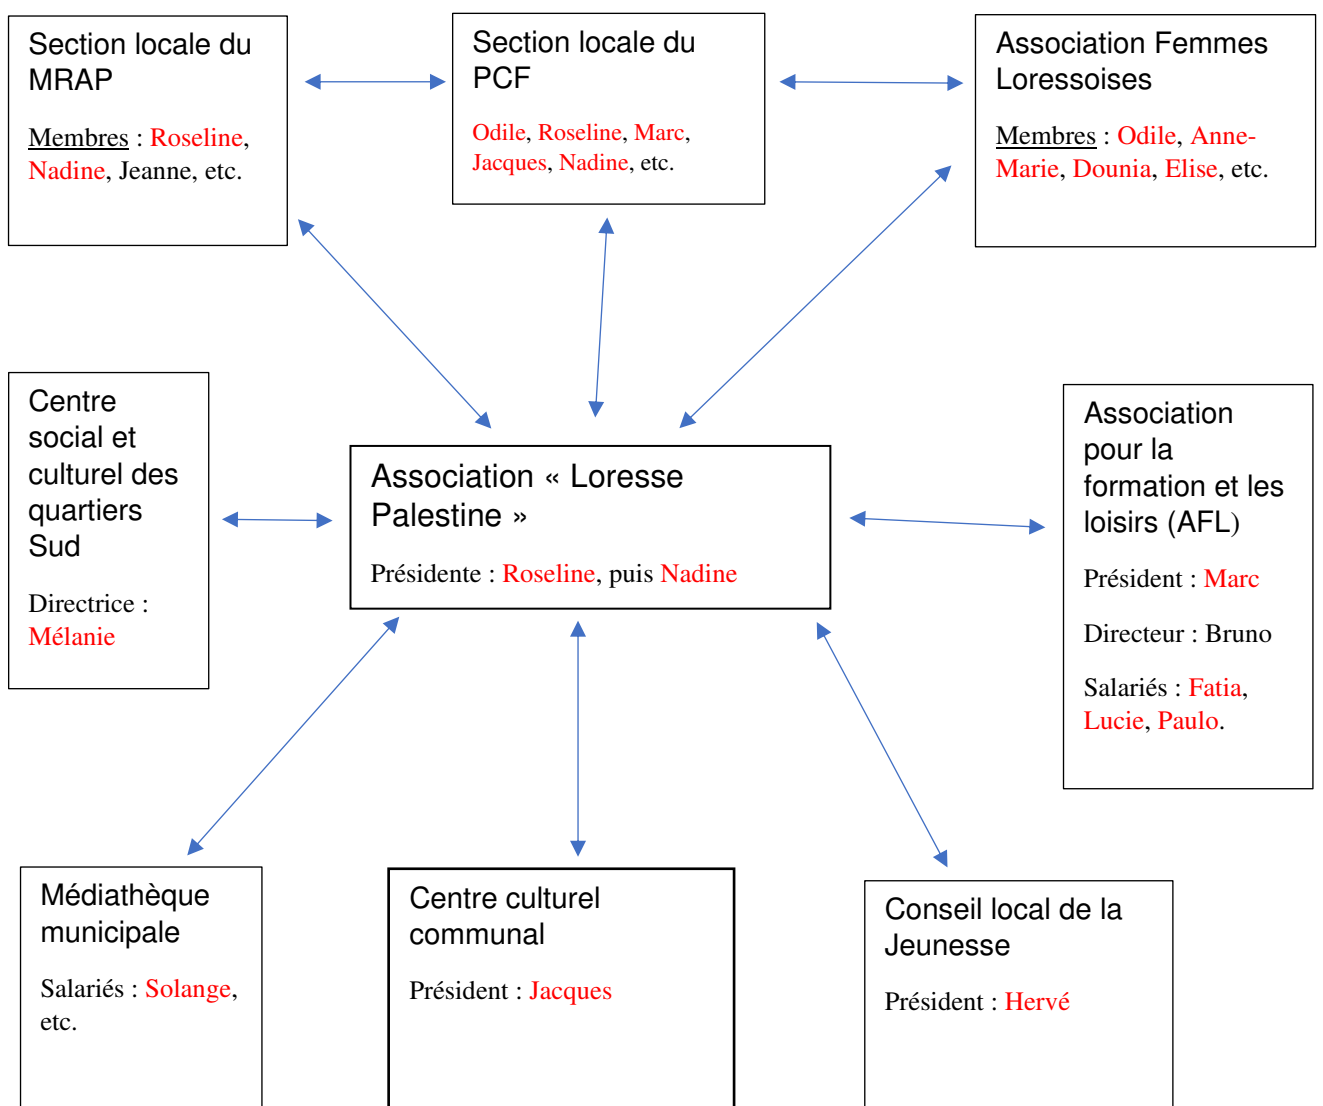 Section locale du
MRAP
Membres : Roseline,
Nadine, Jeanne, etc.
Section locale du
PCF
Odile, Roseline, Marc,
Jacques, Nadine, etc.
Association Femmes
Loressoises
Membres : Odile, Anne-
Marie, Dounia, Elise, etc.
Centre
social et
culturel des
quartiers
Sud
Directrice :
Mélanie
Association « Loresse
Palestine »
Présidente : Roseline, puis Nadine
Association
pour la
formation et les
loisirs (AFL)
Président : Marc
Directeur : Bruno
Salariés : Fatia,
Lucie, Paulo.
Médiathèque
municipale
Salariés : Solange,
etc.
Centre culturel
communal
Président : Jacques
Conseil local de la
Jeunesse
Président : Hervé